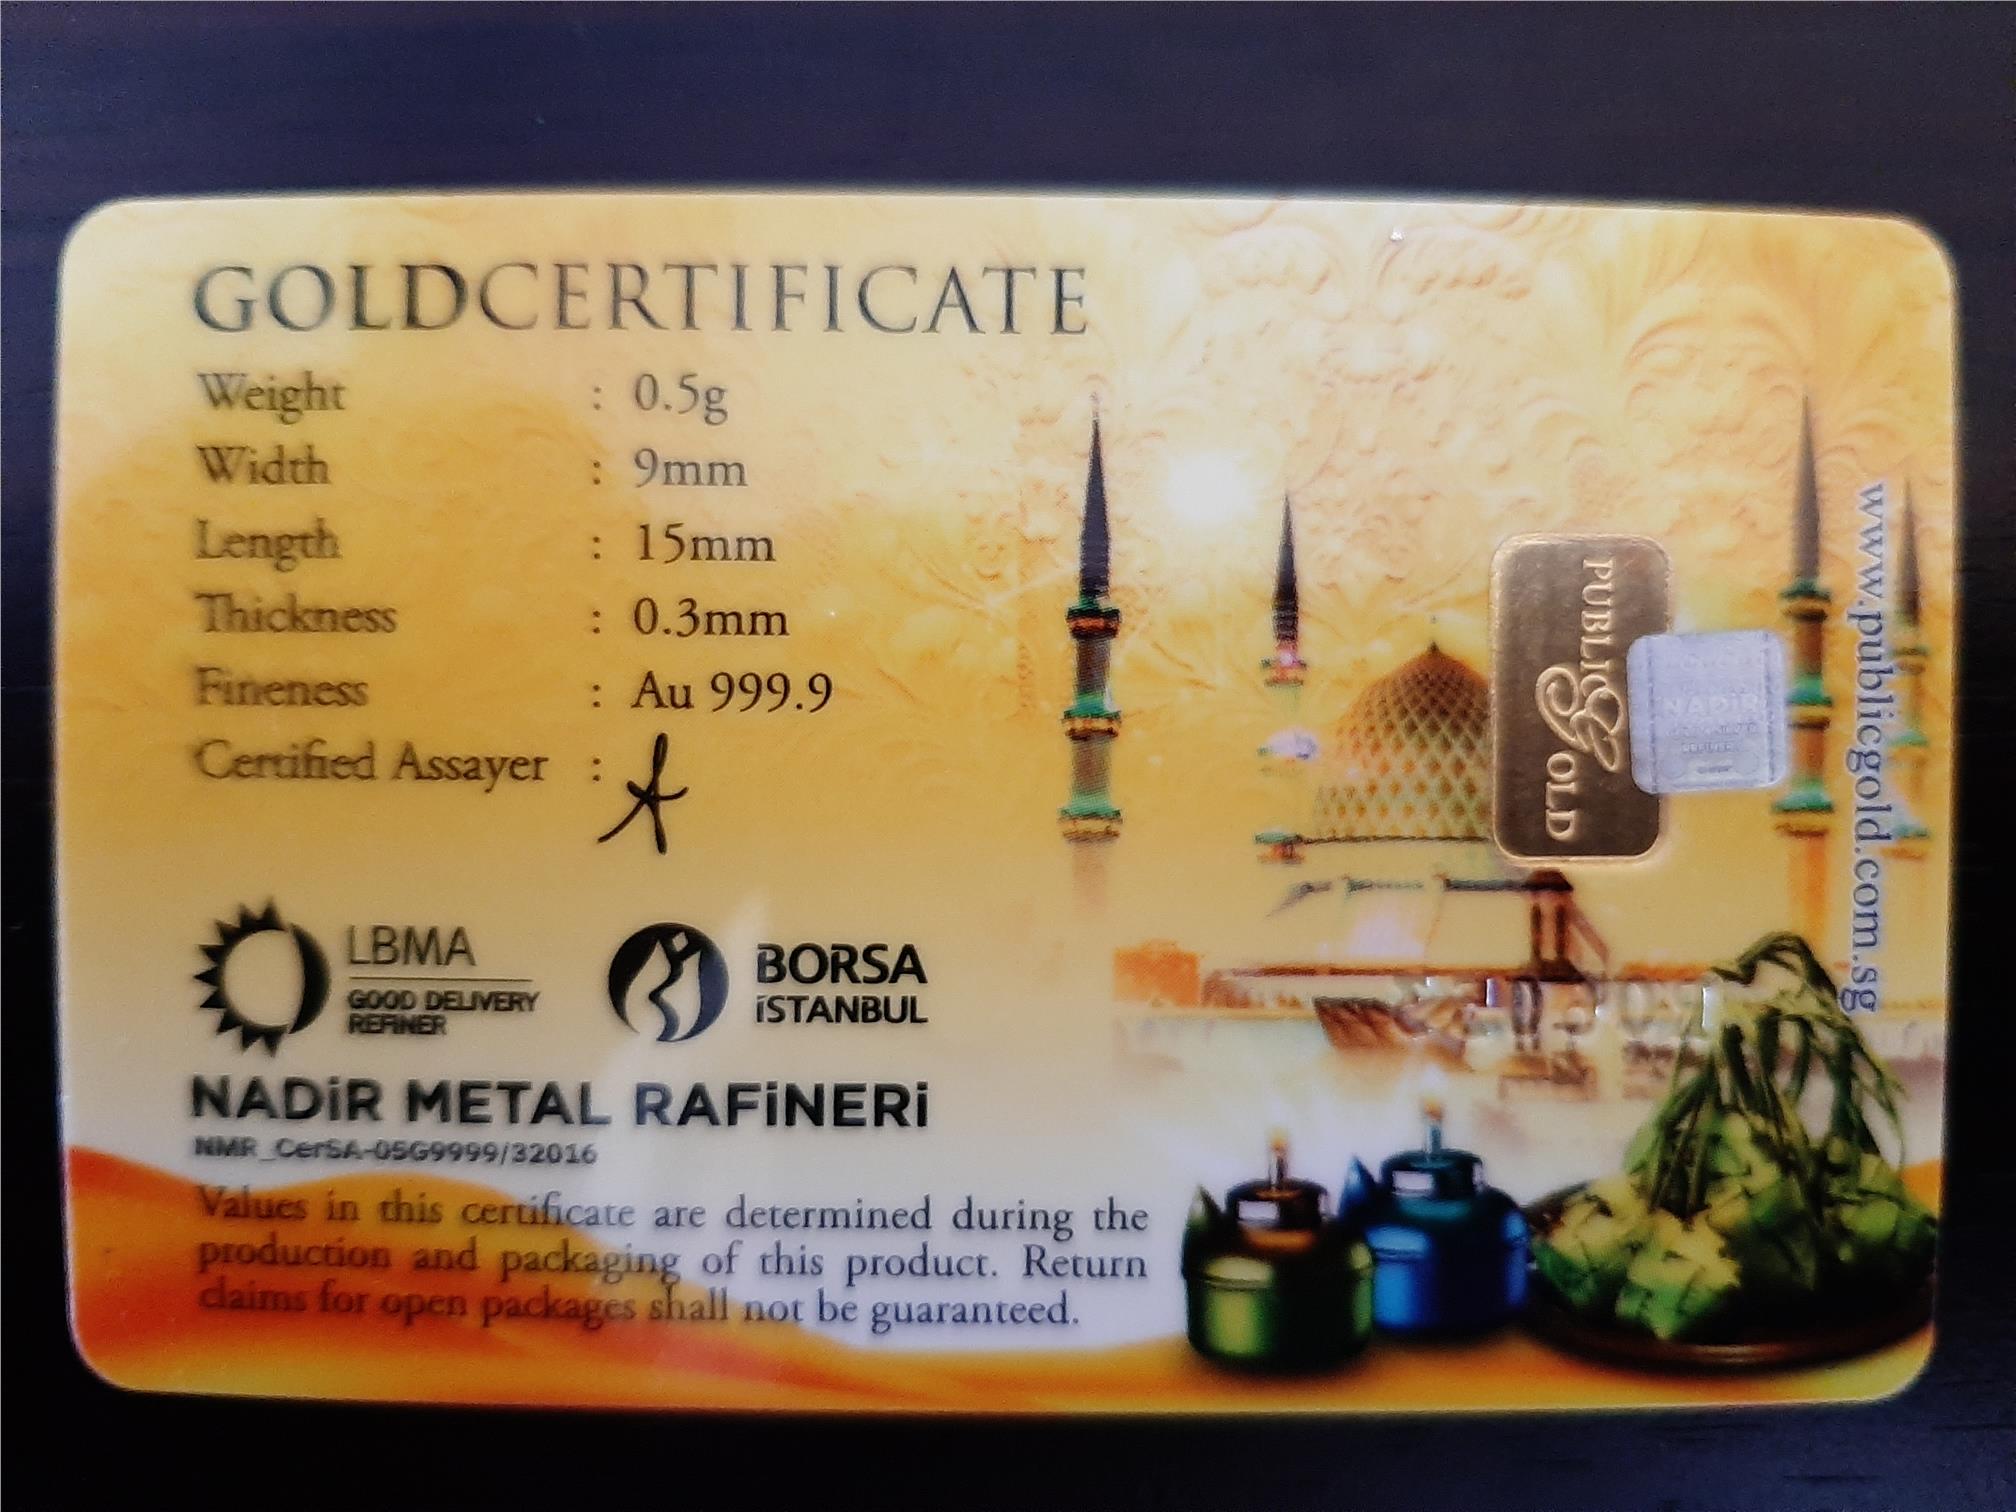 GOLDCERTIFICATE
Weight : 0.5g
Width : 9mm
Length : 15mm
Thickness : 0.3mm
Fineness : Au 999.9
Certified Assayer :
LBMA
GOOD DELIVERY
REFINER
BORSA
İSTANBUL
NADiR METAL RAFiNERi
NMR_CerSA-05G9999/32016
Values in this certificate are determined during the
production and packaging of this product. Return
claims for open packages shall not be guaranteed.
PUBLIC
GOLD
NADiR
REFINERY
www.publicgold.com.sg